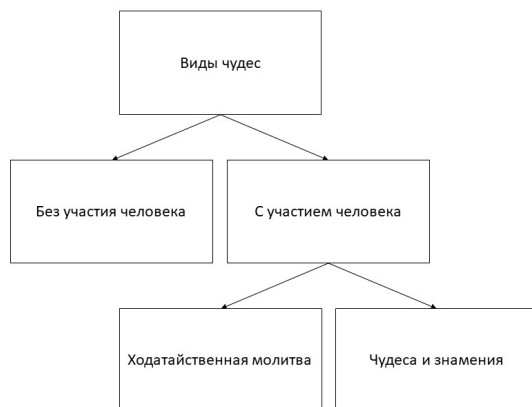 Виды чудес
Без участия человека
С участием человека
Ходатайственная молитва
Чудеса и знамения